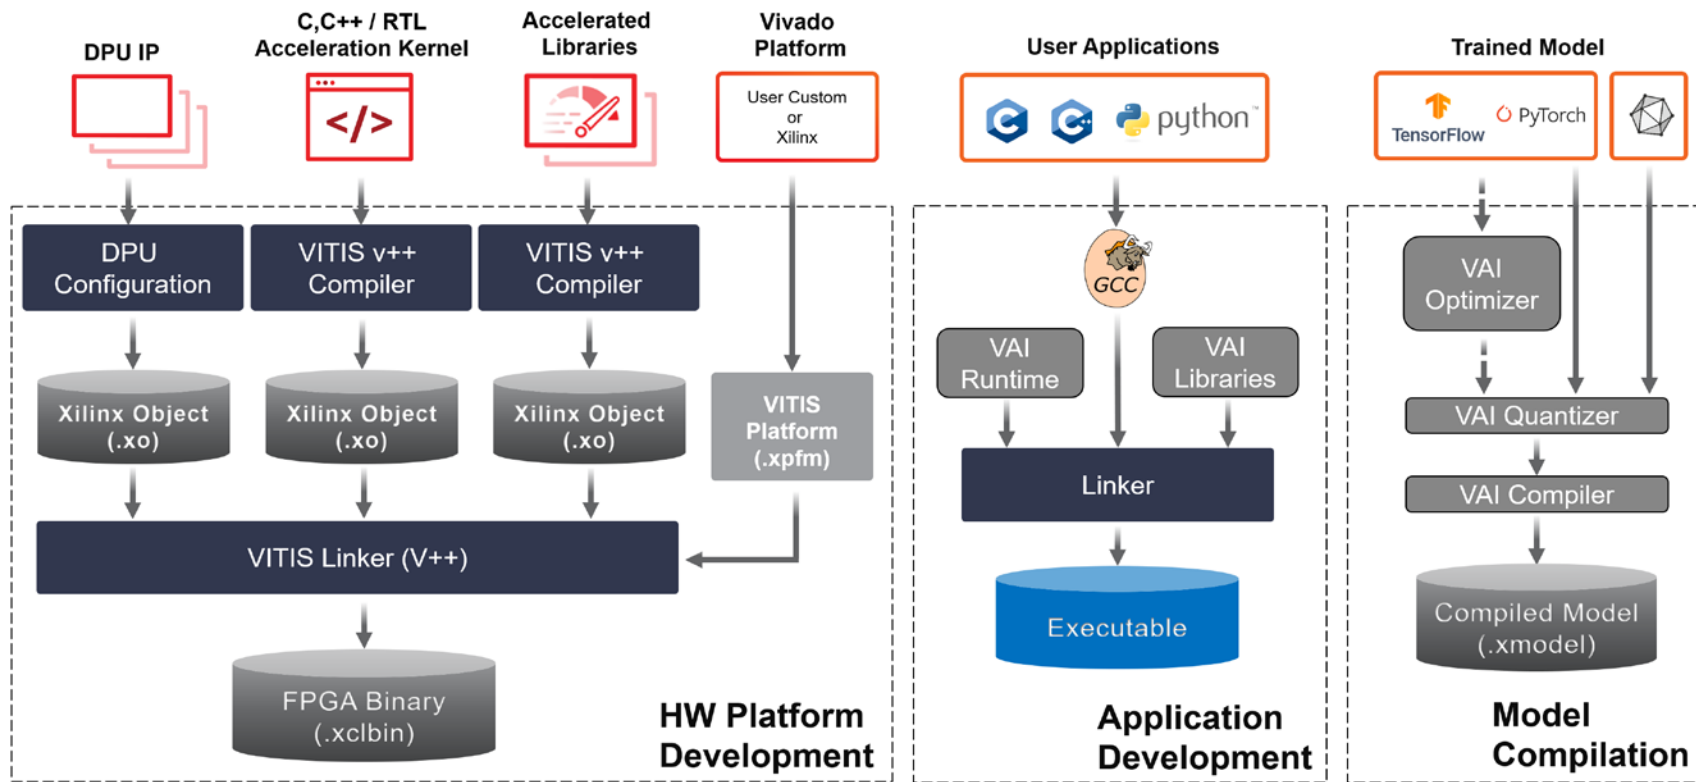 DPU IP
C,C++ / RTL
Acceleration Kernel
</>
Accelerated
Libraries
Vivado
Platform
User Custom
or
Xilinx
User Applications
C
C++
python™
Trained Model
TensorFlow
PyTorch
DPU
Configuration
VITIS v++
Compiler
VITIS v++
Compiler
Xilinx Object
(.xo)
Xilinx Object
(.xo)
Xilinx Object
(.xo)
VITIS
Platform
(.xpfm)
VITIS Linker (V++)
FPGA Binary
(.xclbin)
HW Platform
Development
GCC
VAI
Runtime
VAI
Libraries
Linker
Executable
Application
Development
VAI
Optimizer
VAI Quantizer
VAI Compiler
Compiled Model
(.xmodel)
Model
Compilation